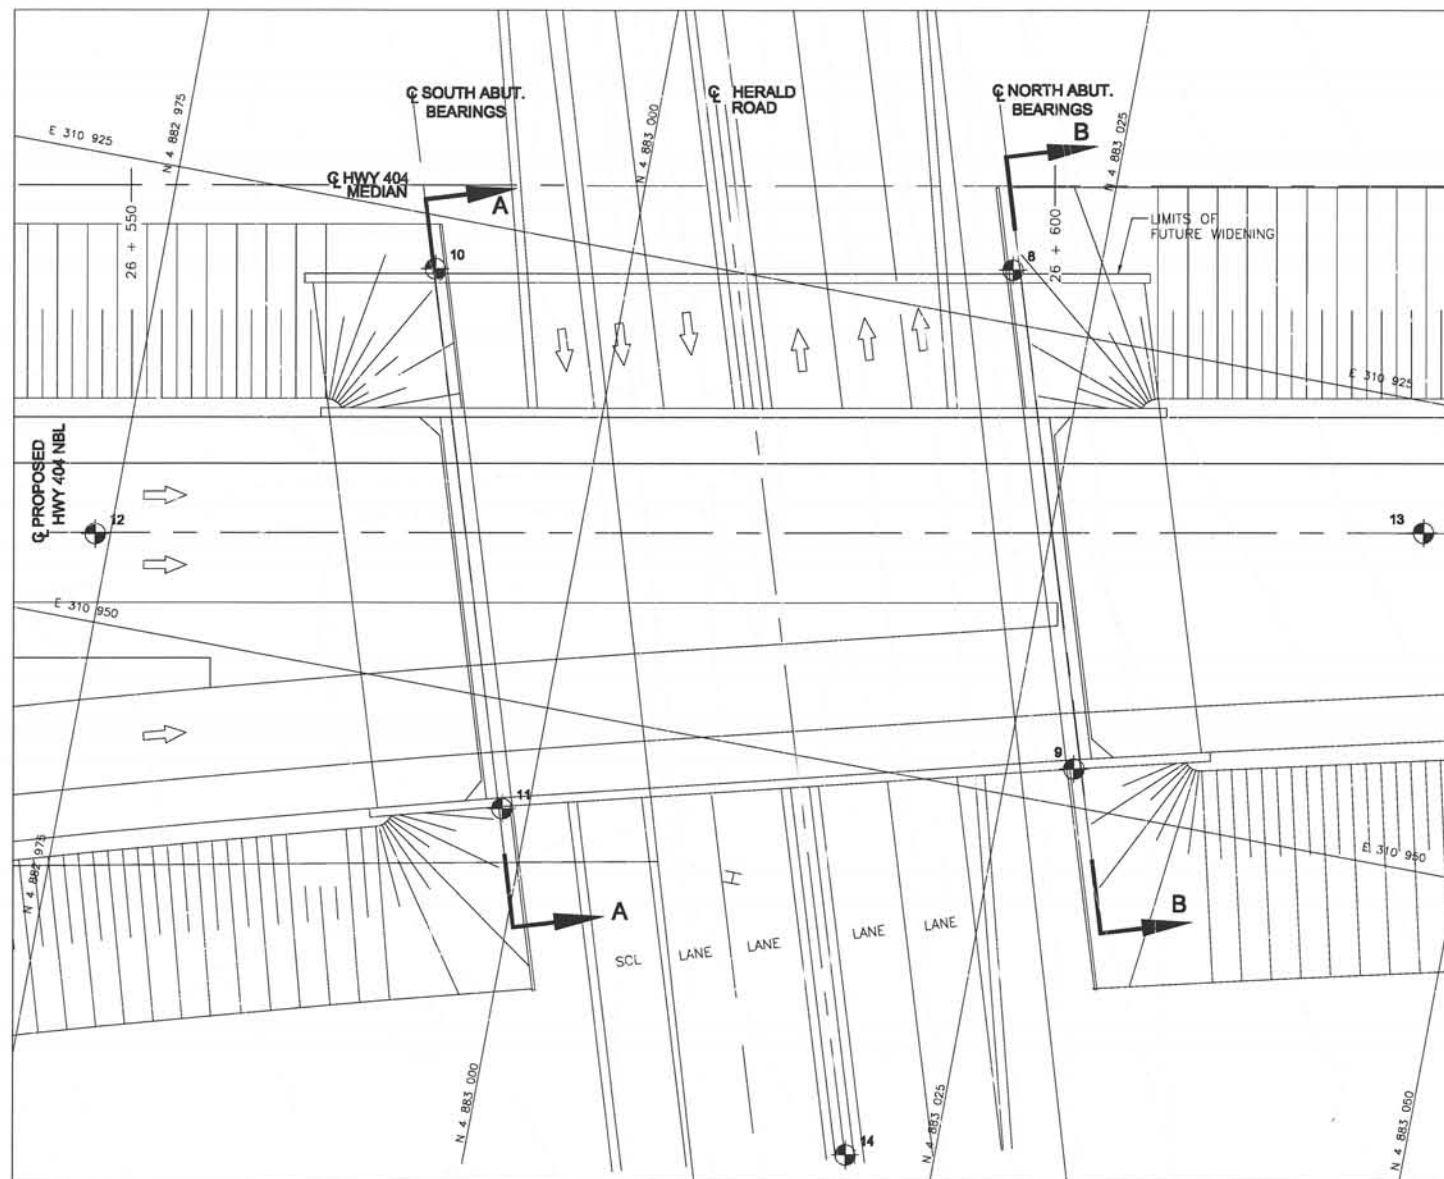 ℄ SOUTH ABUT.
BEARINGS
℄ HERALD
ROAD
℄ NORTH ABUT.
BEARINGS
E 310 925
N 4 882 975
N 4 883 000
N 4 883 025
B
℄ HWY 404
MEDIAN
A
26 + 550
26 + 600
LIMITS OF
FUTURE WIDENING
10
8
E 310 925
℄ PROPOSED
HWY 404 NBL
12
13
E 310 950
9
11
N 4 882 975
E 310 950
H
A
B
SCL
LANE
LANE
LANE
LANE
N 4 883 000
N 4 883 025
N 4 883 050
14